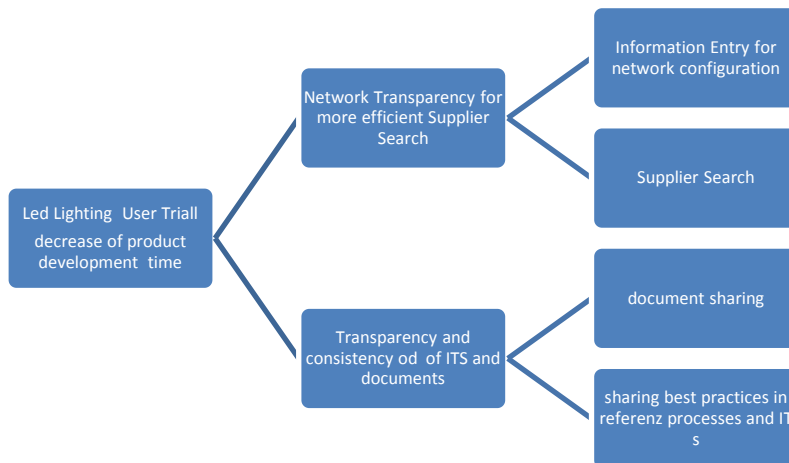 Information Entry for
network configuration
Network Transparency for
more efficient Supplier
Search
Supplier Search
Led Lighting  User Triall
decrease of product
development  time
document sharing
Transparency and
consistency od  of ITS and
documents
sharing best practices in
referenz processes and IT
s